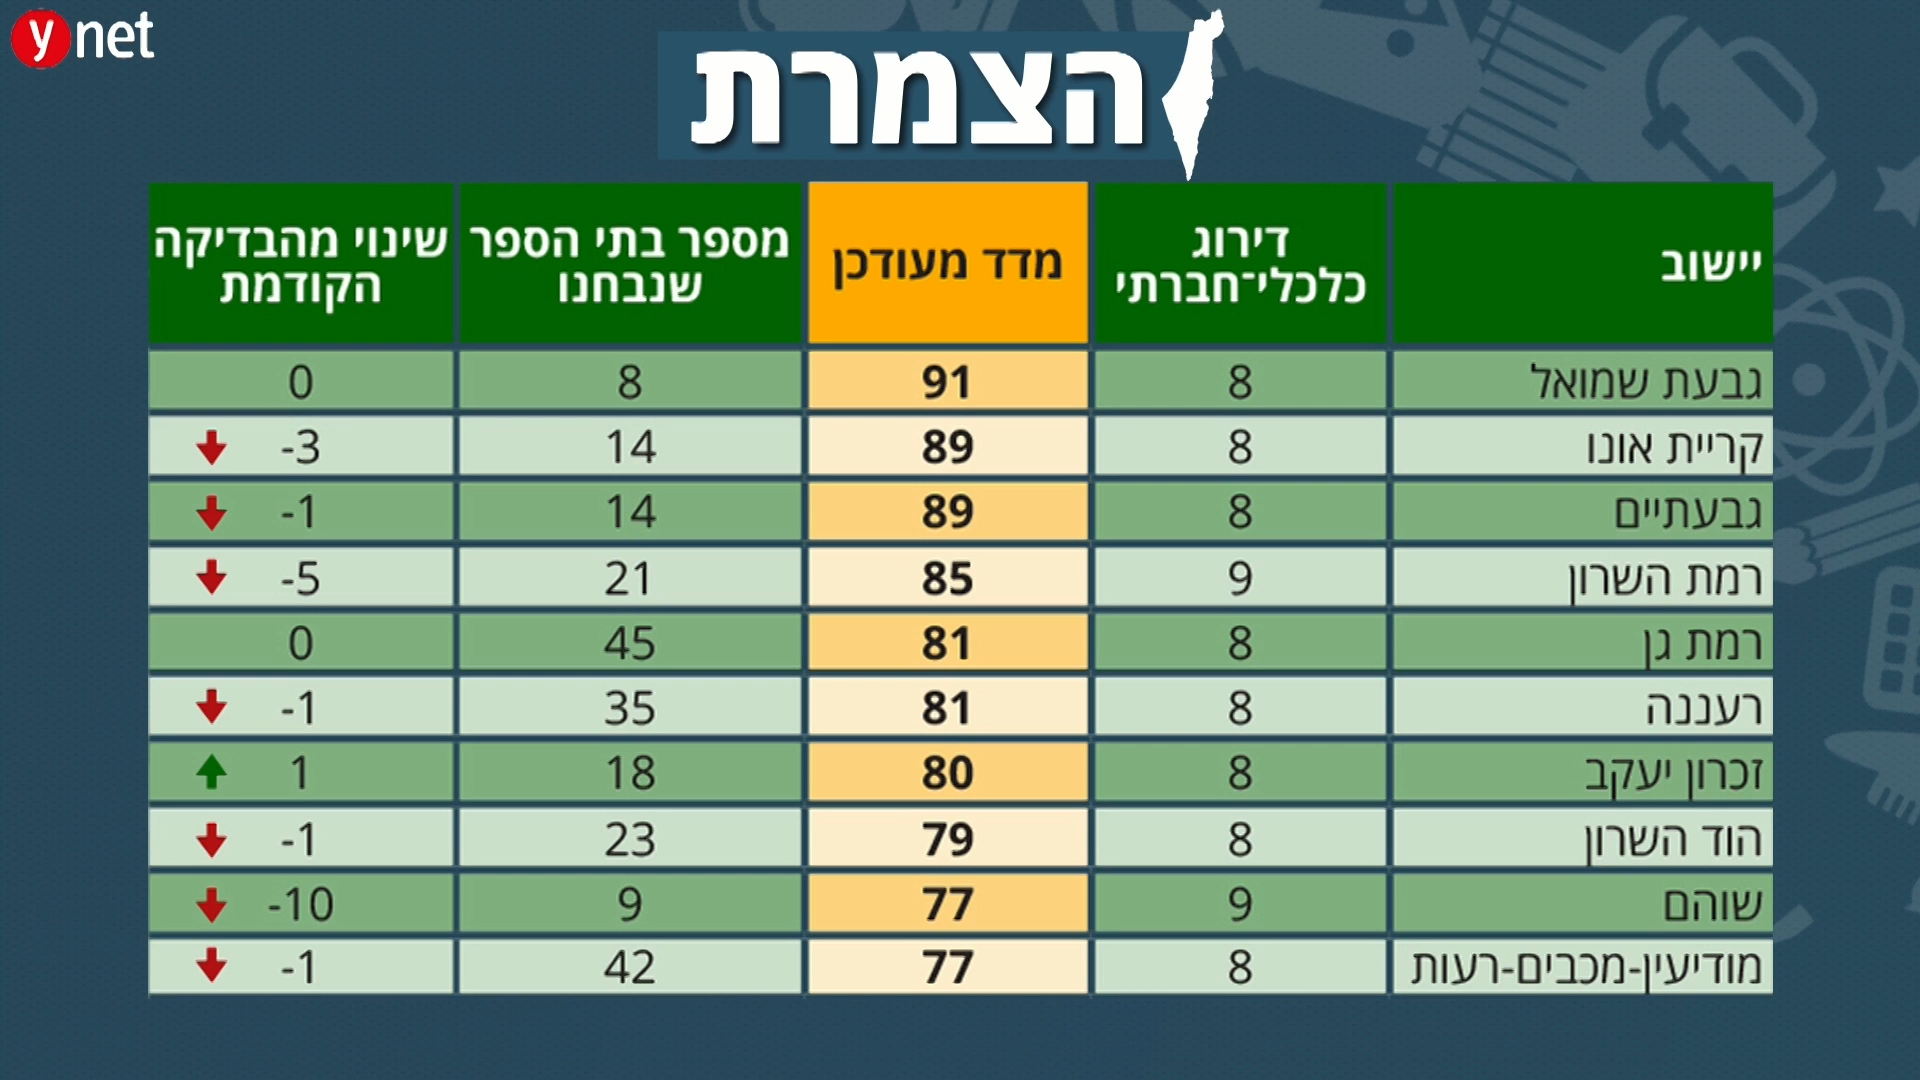 ynet
הצמרת
יישוב דירוג כלכלי־חברתי מדד מעודכן מספר בתי הספר שנבחנו שינוי מהבדיקה הקודמת
גבעת שמואל 8 91 8 0
קריית אונו 8 89 14 -3
גבעתיים 8 89 14 -1
רמת השרון 9 85 21 -5
רמת גן 8 81 45 0
רעננה 8 81 35 -1
זכרון יעקב 8 80 18 1
הוד השרון 8 79 23 -1
שוהם 9 77 9 -10
מודיעין-מכבים-רעות 8 77 42 -1